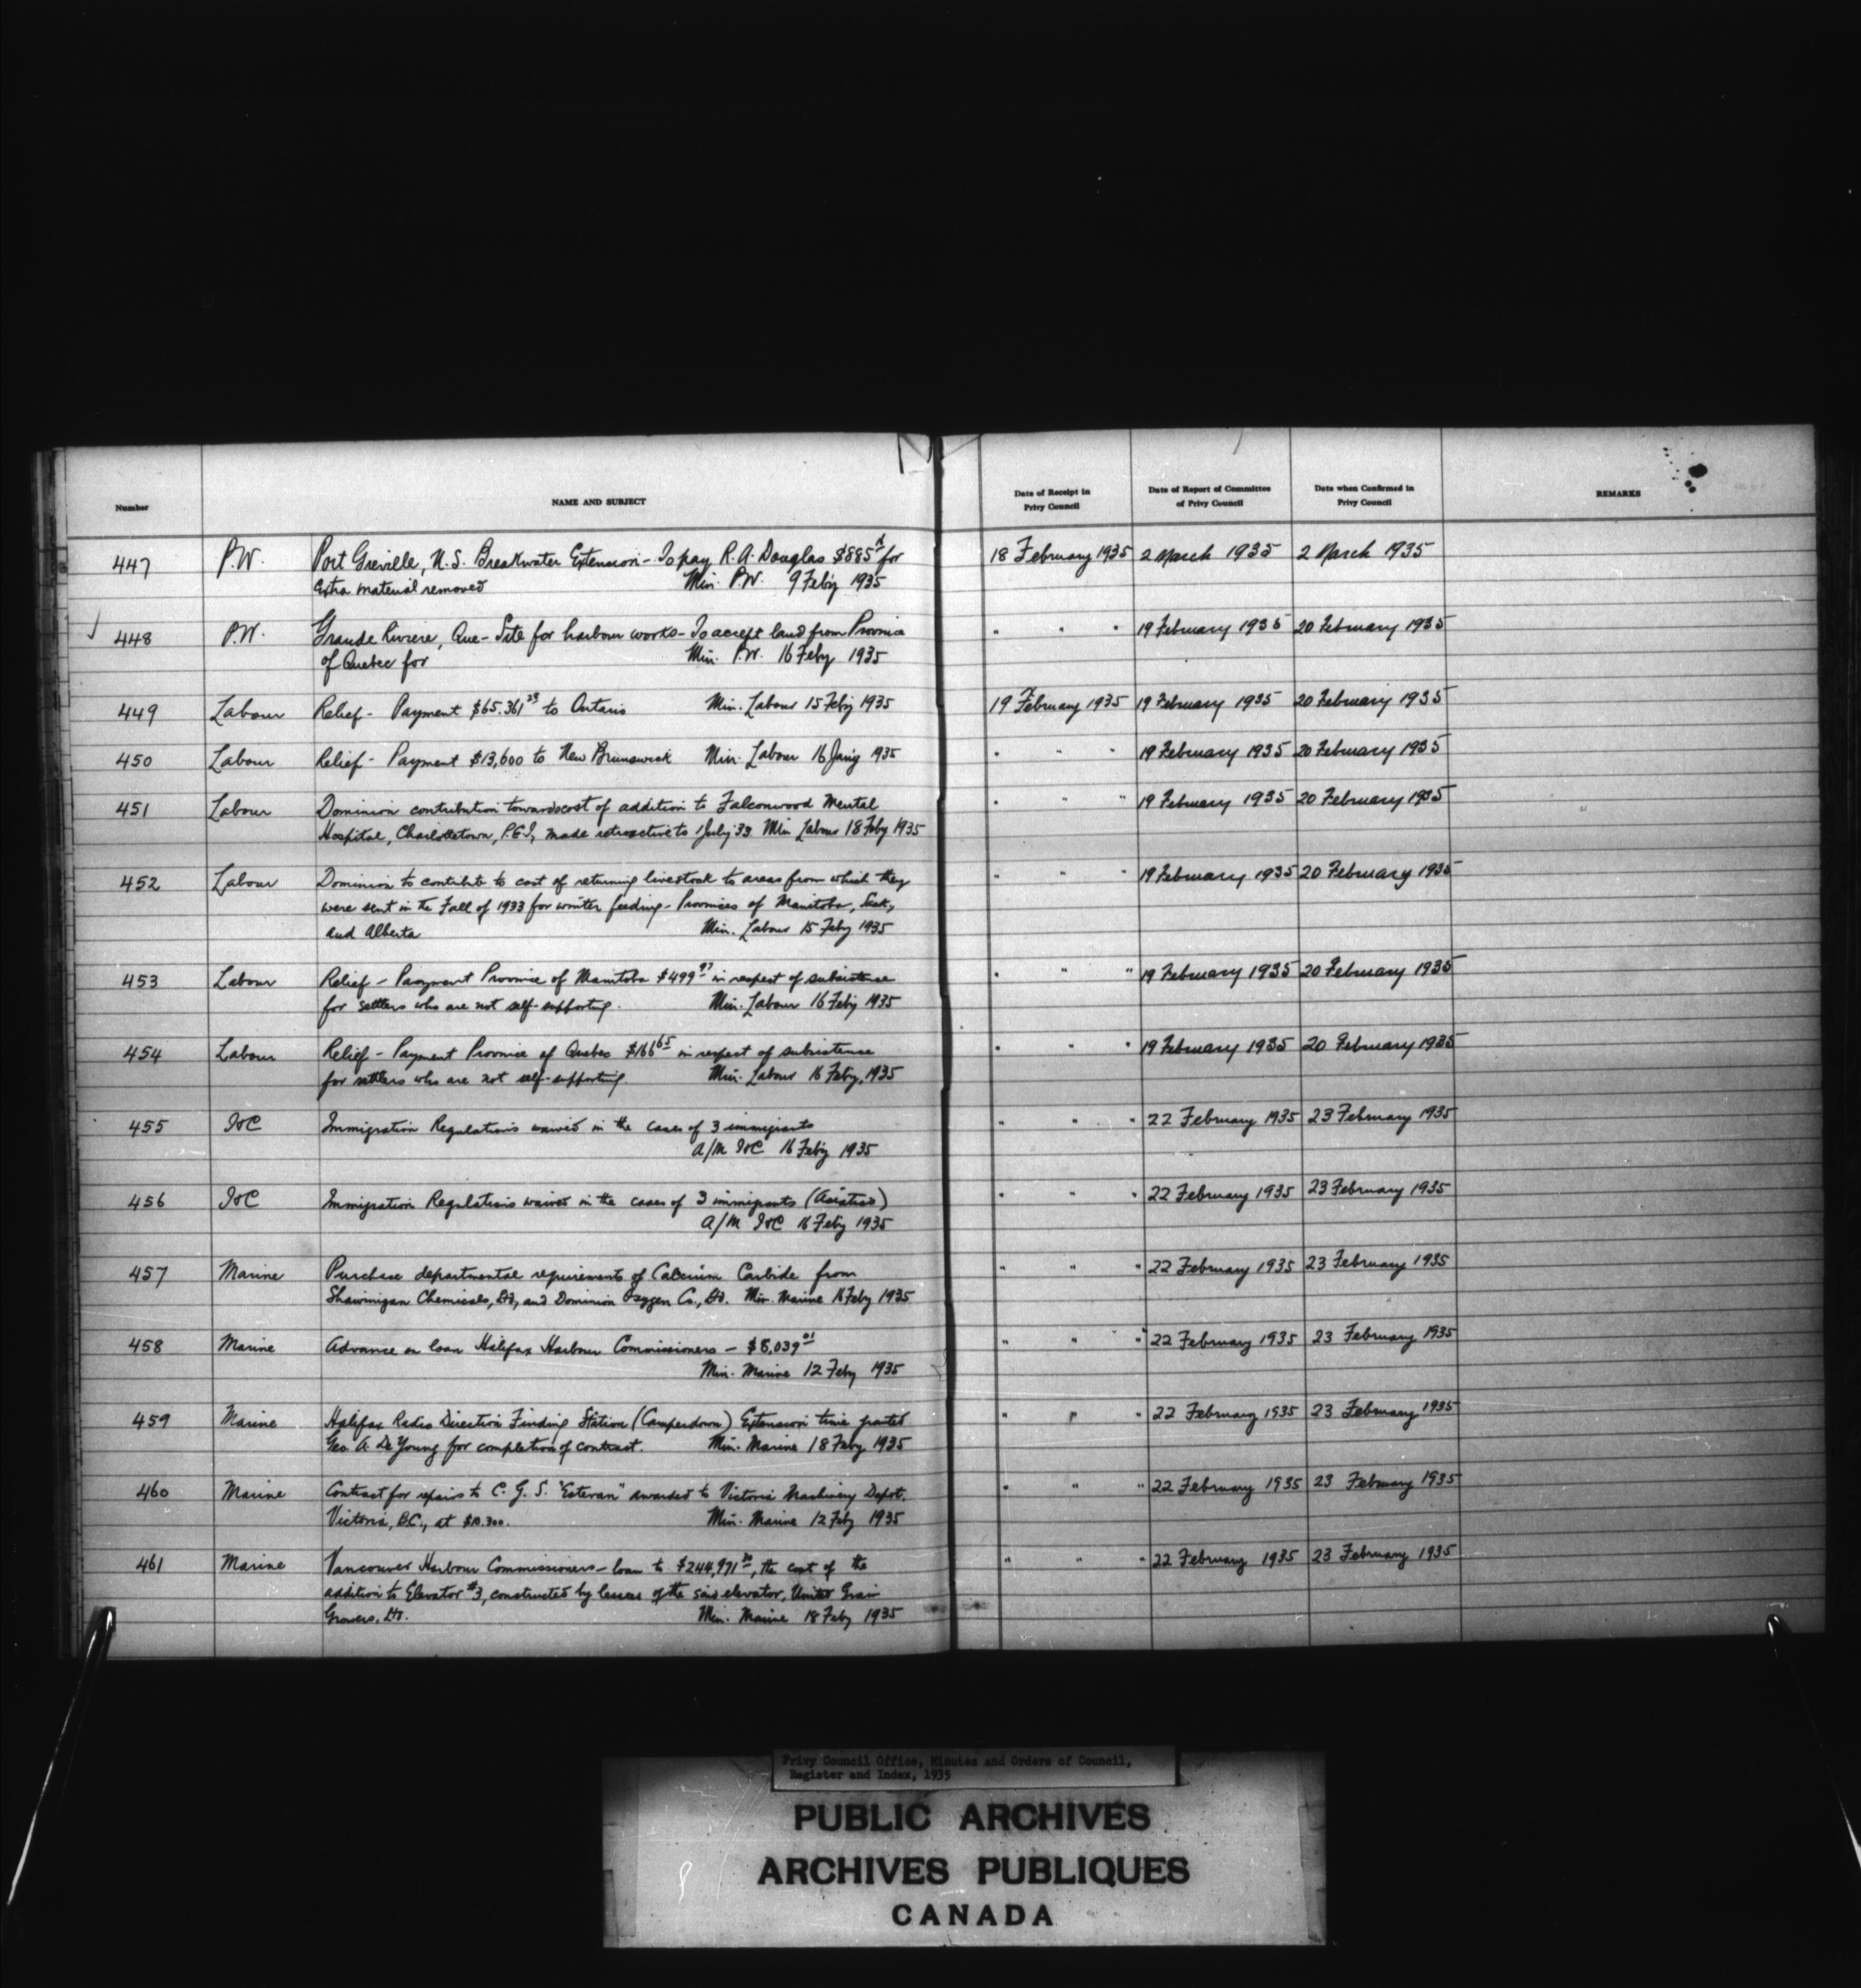 Number NAME AND SUBJECT Date of Receipt in Privy Council Date of Report of Committee of Privy Council Date when Confirmed in Privy Council REMARKS
447 P.W. Port Greville, N.S. Breakwater Extension - To pay R. A. Douglas $885 for 18 February 1935 2 March 1935 2 March 1935
extra material removed Min. P.W. 9 Feb'y 1935
448 P.W. Grande Riviere, Que - Site for harbour works - To accept land from Province " " " 19 February 1935 20 February 1935
of Quebec for Min. P.W. 16 Feby 1935
449 Labour Relief - Payment $65.361 23 to Ontario Min. Labour 15 Feb'y 1935 19 February 1935 19 February 1935 20 February 1935
450 Labour Relief - Payment $13,600 to New Brunswick Min. Labour 16 Jan'y 1935 " " " 19 February 1935 20 February 1935
451 Labour Dominion contribution towards cost of addition to Falconwood Mental " " " 19 February 1935 20 February 1935
Hospital, Charlottetown, P.E.I., made retroactive to 1 July '33 Min Labour 18 Feby 1935
452 Labour Dominion to contribute to cost of returning livestock to areas from which they " " " 19 February 1935 20 February 1935
were sent in the Fall of 1933 for winter feeding - Provinces of Manitoba, Sask,
and Alberta Min. Labour 15 Feby 1935
453 Labour Relief - Payment Province of Manitoba $499 97 in respect of subsistence " " " 19 February 1935 20 February 1935
for settlers who are not self-supporting. Min. Labour 16 Feb'y 1935
454 Labour Relief - Payment Province of Quebec $166 65 in respect of subsistence " " " 19 February 1935 20 February 1935
for settlers who are not self-supporting. Min. Labour 16 Feb'y, 1935
455 I&C Immigration Regulations waived in the cases of 3 immigrants " " " 22 February 1935 23 February 1935
A/M I&C 16 Feb'y 1935
456 I&C Immigration Regulations waived in the cases of 3 immigrants (Asiatics) " " " 22 February 1935 23 February 1935
A/M I&C 16 Feb'y 1935
457 Marine Purchase departmental requirements of Calcium Carbide from " " " 22 February 1935 23 February 1935
Shawinigan Chemicals, Ltd, and Dominion Oxygen Co., Ltd. Min. Marine Feby 1935
458 Marine Advance on loan Halifax Harbour Commissioners - $8,039 01 " " " 22 February 1935 23 February 1935
Min. Marine 12 Feby 1935
459 Marine Halifax Radio Direction Finding Station (Camperdown) Extension time granted " " " 22 February 1935 23 February 1935
Geo. A. De Young for completion of contract. Min. Marine 18 Feby 1935
460 Marine Contract for repairs to C. G. S. "Estevan" awarded to Victoria Machinery Depot. " " " 22 February 1935 23 February 1935
Victoria, B.C., at $10.300. Min. Marine 12 Feby 1935
461 Marine Vancouver Harbour Commissioners - loan to $244,971, the cost of the " " " 22 February 1935 23 February 1935
addition to Elevator #3, constructed by lessees of the said elevator, United Grain
Growers, Ltd. Min. Marine 18 Feby 1935
Privy Council Office, Minutes and Orders of Council,
Register and Index, 1935
PUBLIC ARCHIVES
ARCHIVES PUBLIQUES
CANADA